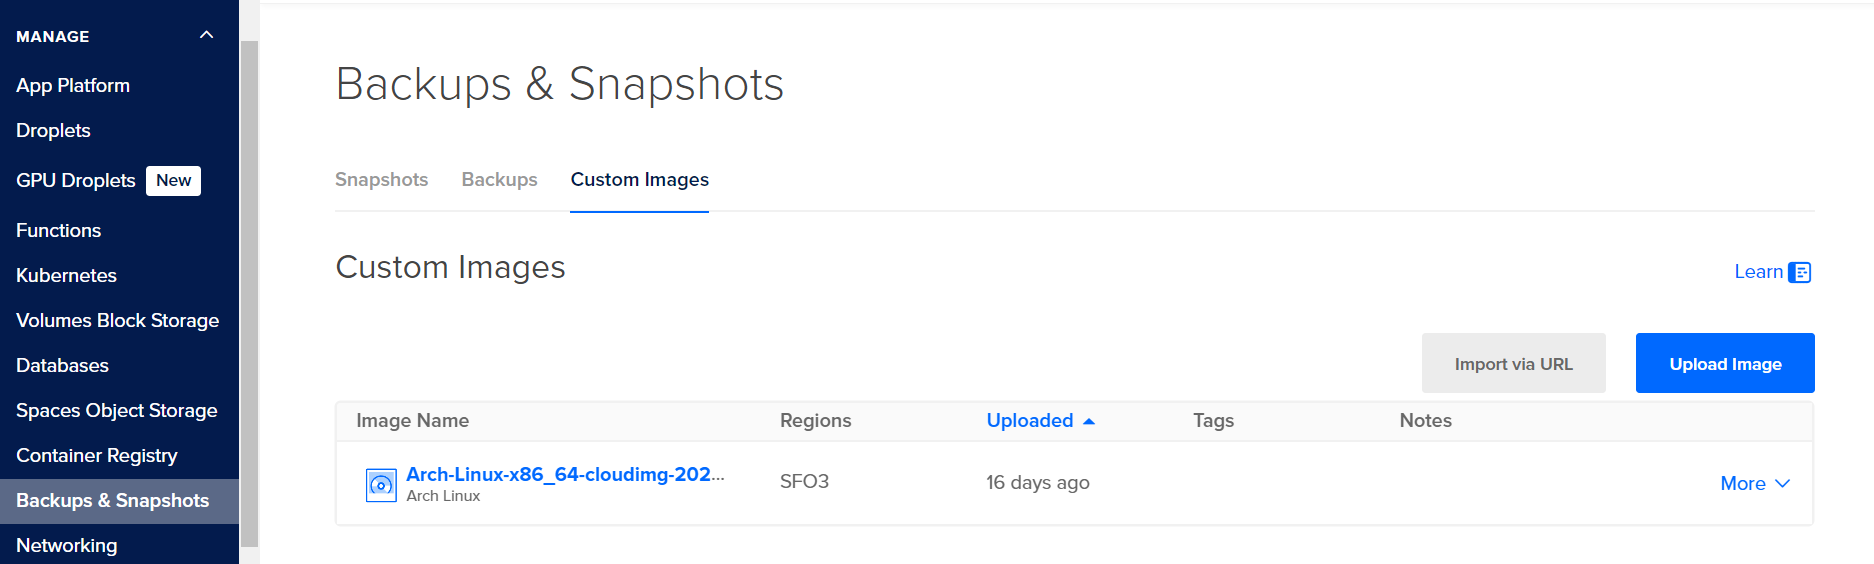 MANAGE
App Platform
Droplets
GPU Droplets New
Functions
Kubernetes
Volumes Block Storage
Databases
Spaces Object Storage
Container Registry
Backups & Snapshots
Networking
Backups & Snapshots
Snapshots Backups Custom Images
Custom Images
Learn
Import via URL Upload Image
Image Name Regions Uploaded Tags Notes
Arch-Linux-x86_64-cloudimg-202...
Arch Linux
SFO3 16 days ago More